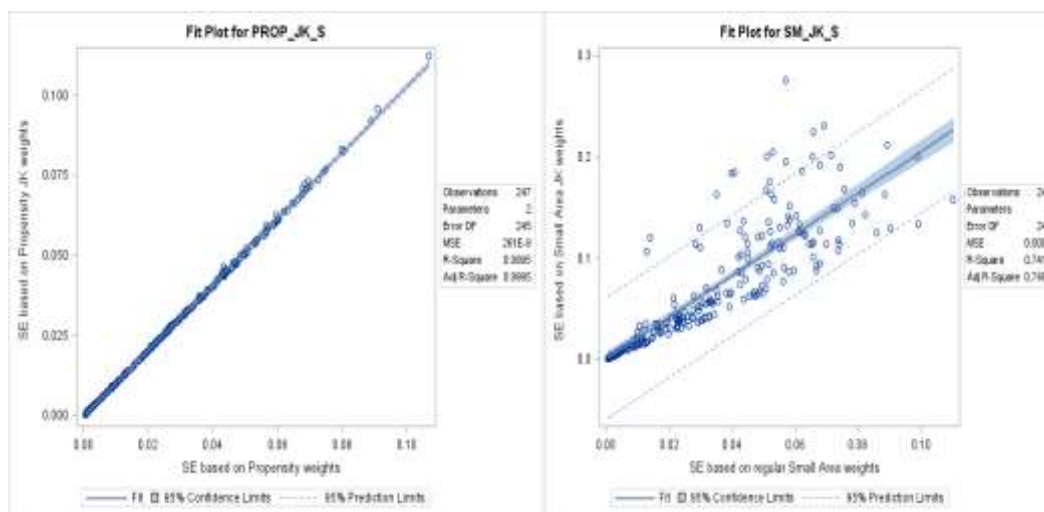 Fit Plot for PROP_JK_S
SE based on Propensity JK weights
0.100
0.075
0.050
0.025
0.000
0.00 0.02 0.04 0.06 0.08 0.10
SE based on Propensity weights
Observations 247
Parameters 2
Error DF 245
MSE 261E-9
R-Square 0.9995
Adj R-Square 0.9995
Fit 95% Confidence Limits 95% Prediction Limits
Fit Plot for SM_JK_S
SE based on Small Area JK weights
0.3
0.2
0.1
0.0
0.00 0.02 0.04 0.06 0.08 0.10
SE based on regular Small Area weights
Observations 24
Parameters
Error DF 24
MSE
R-Square
Adj R-Square
Fit 95% Confidence Limits 95% Prediction Limits